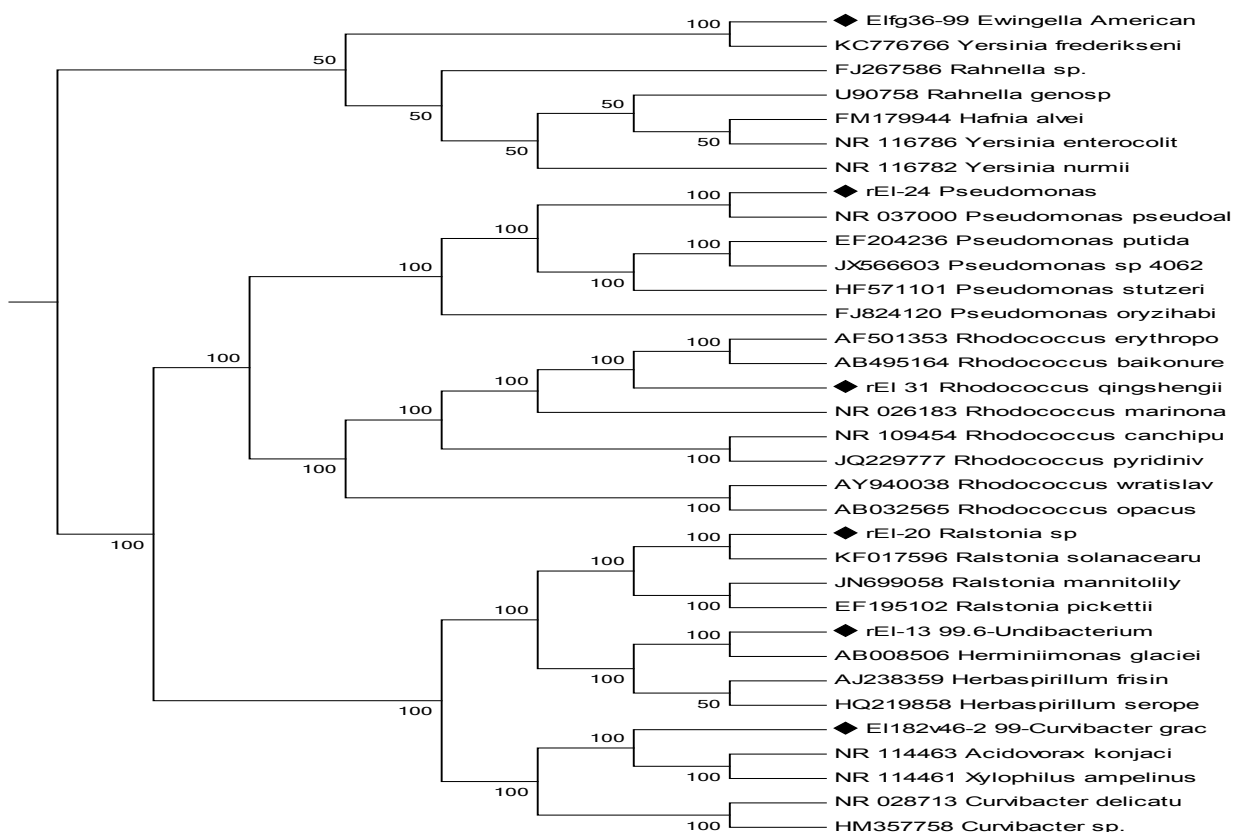 100 ◆ Elfg36-99 Ewingella American
KC776766 Yersinia frederikseni
50
FJ267586 Rahnella sp.
50
U90758 Rahnella genosp
50
FM179944 Hafnia alvei
50
NR 116786 Yersinia enterocolit
50
NR 116782 Yersinia nurmii
100 ◆ rEl-24 Pseudomonas
NR 037000 Pseudomonas pseudoal
100
EF204236 Pseudomonas putida
100
JX566603 Pseudomonas sp 4062
100
HF571101 Pseudomonas stutzeri
FJ824120 Pseudomonas oryzihabi
100
AF501353 Rhodococcus erythropo
100
AB495164 Rhodococcus baikonure
100
◆ rEl 31 Rhodococcus qingshengii
100
NR 026183 Rhodococcus marinona
100
NR 109454 Rhodococcus canchipu
100
JQ229777 Rhodococcus pyridiniv
100
AY940038 Rhodococcus wratislav
100
AB032565 Rhodococcus opacus
100
◆ rEl-20 Ralstonia sp
100
KF017596 Ralstonia solanacearu
100
JN699058 Ralstonia mannitolily
100
EF195102 Ralstonia pickettii
100
◆ rEl-13 99.6-Undibacterium
100
AB008506 Herminiimonas glaciei
100
AJ238359 Herbaspirillum frisin
50
HQ219858 Herbaspirillum serope
100
◆ El182v46-2 99-Curvibacter grac
100
NR 114463 Acidovorax konjaci
100
NR 114461 Xylophilus ampelinus
100
NR 028713 Curvibacter delicatu
100
HM357758 Curvibacter sp.